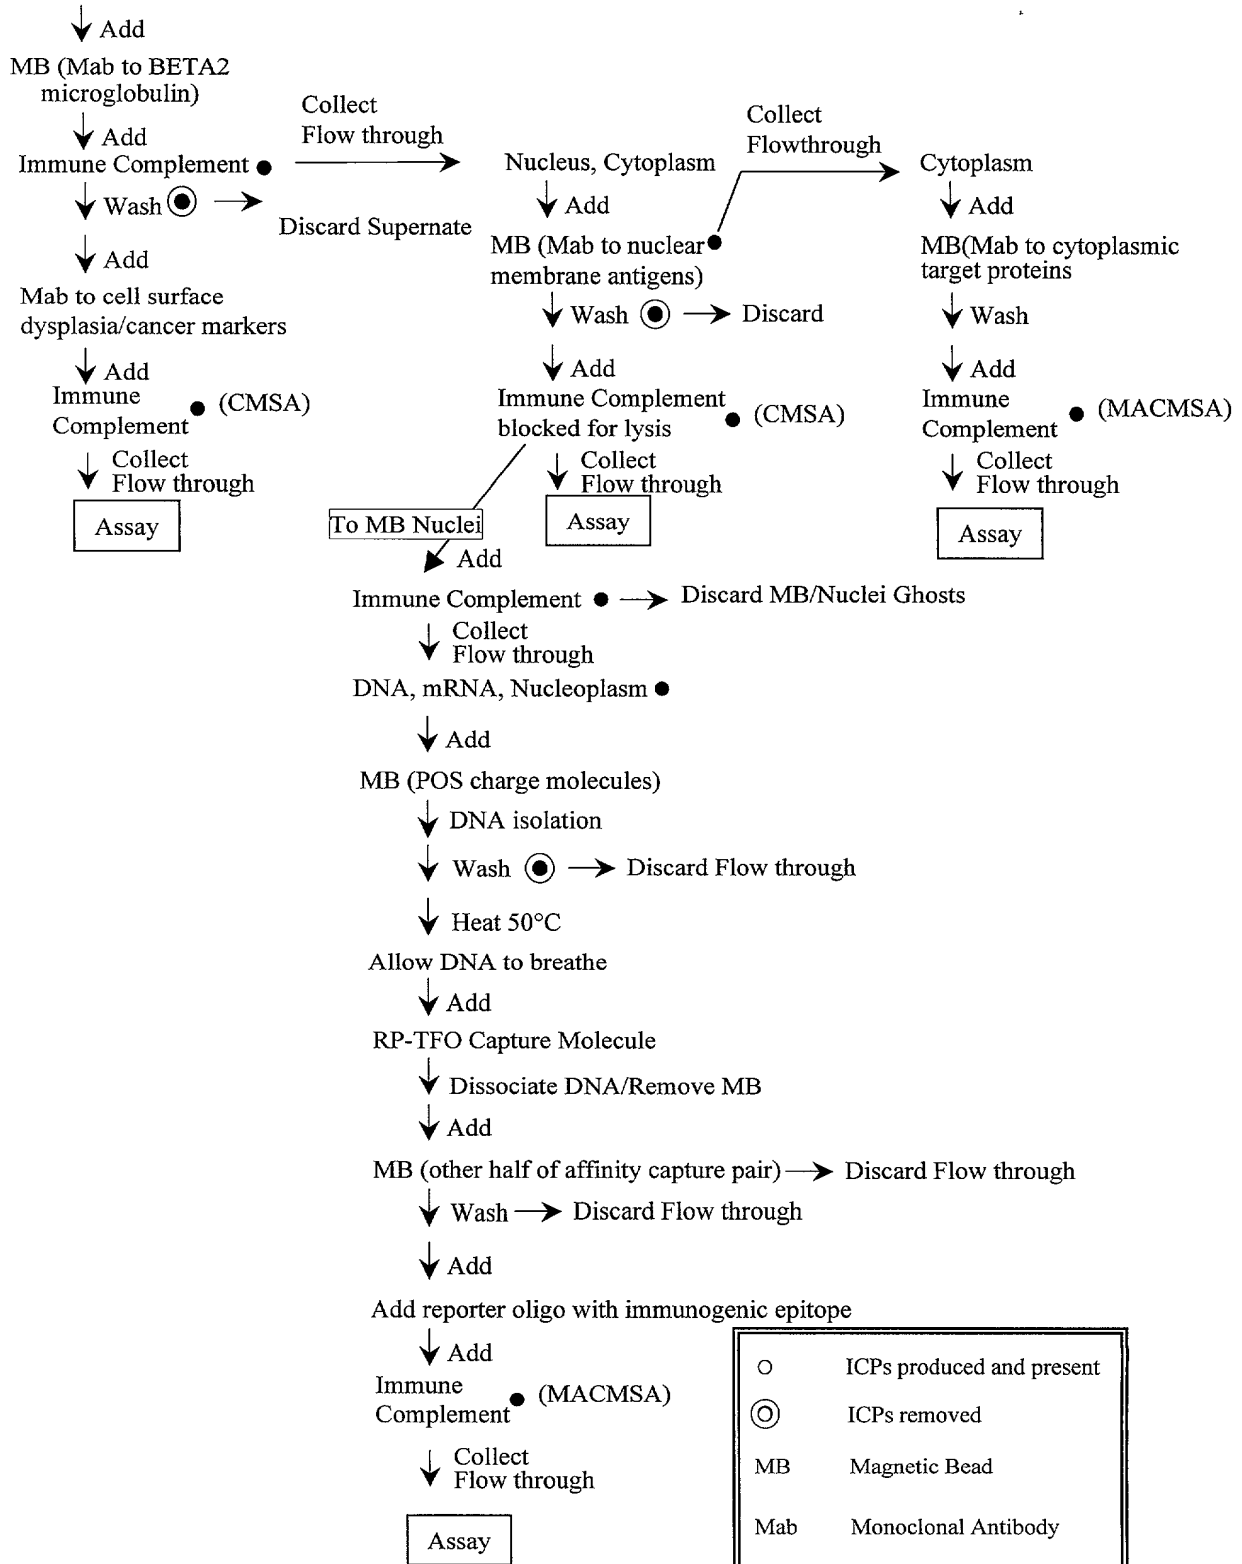 Add
MB (Mab to BETA2
microglobulin)
Add
Immune Complement
Wash
Discard Supernate
Add
Mab to cell surface
dysplasia/cancer markers
Add
Immune
Complement
(CMSA)
Collect
Flow through
Assay
Collect
Flow through
Nucleus, Cytoplasm
Add
MB (Mab to nuclear
membrane antigens)
Wash
Discard
Add
Immune Complement
blocked for lysis
(CMSA)
Collect
Flow through
Assay
Collect
Flowthrough
Cytoplasm
Add
MB(Mab to cytoplasmic
target proteins
Wash
Add
Immune
Complement
(MACMSA)
Collect
Flow through
Assay
To MB Nuclei
Add
Immune Complement
Discard MB/Nuclei Ghosts
Collect
Flow through
DNA, mRNA, Nucleoplasm
Add
MB (POS charge molecules)
DNA isolation
Wash
Discard Flow through
Heat 50°C
Allow DNA to breathe
Add
RP-TFO Capture Molecule
Dissociate DNA/Remove MB
Add
MB (other half of affinity capture pair)
Discard Flow through
Wash
Discard Flow through
Add
Add reporter oligo with immunogenic epitope
Add
Immune
Complement
(MACMSA)
Collect
Flow through
Assay
ICPs produced and present
ICPs removed
MB Magnetic Bead
Mab Monoclonal Antibody